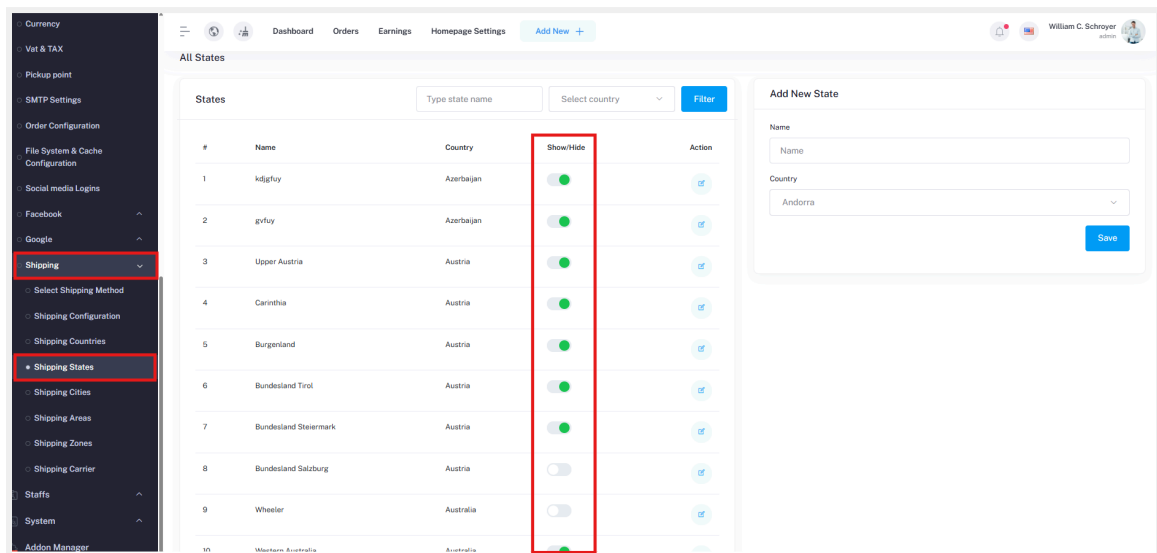 Currency
Vat & TAX
Pickup point
SMTP Settings
Order Configuration
File System & Cache
Configuration
Social media Logins
Facebook
Google
Shipping
Select Shipping Method
Shipping Configuration
Shipping Countries
Shipping States
Shipping Cities
Shipping Areas
Shipping Zones
Shipping Carrier
Staffs
System
Addon Manager
Dashboard Orders Earnings Homepage Settings Add New +
William C. Schroyer
admin
All States
States Type state name Select country Filter
# Name Country Show/Hide Action
1 kdjgfuy Azerbaijan
2 gvfuy Azerbaijan
3 Upper Austria Austria
4 Carinthia Austria
5 Burgenland Austria
6 Bundesland Tirol Austria
7 Bundesland Steiermark Austria
8 Bundesland Salzburg Austria
9 Wheeler Australia
10 Western Australia Australia
Add New State
Name
Name
Country
Andorra
Save